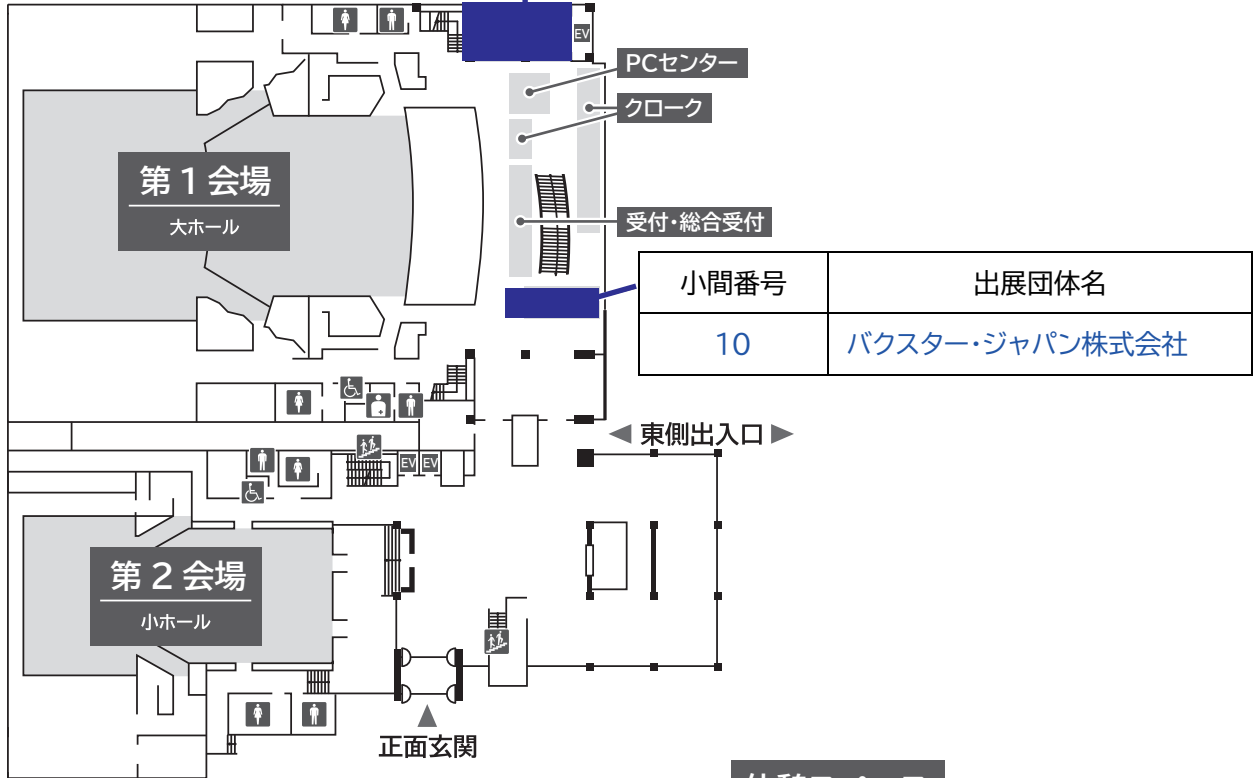 EV
PCセンター
クローク
第1会場
大ホール
受付・総合受付
小間番号 出展団体名
10 バクスター・ジャパン株式会社
東側出入口
EV EV
第2会場
小ホール
正面玄関